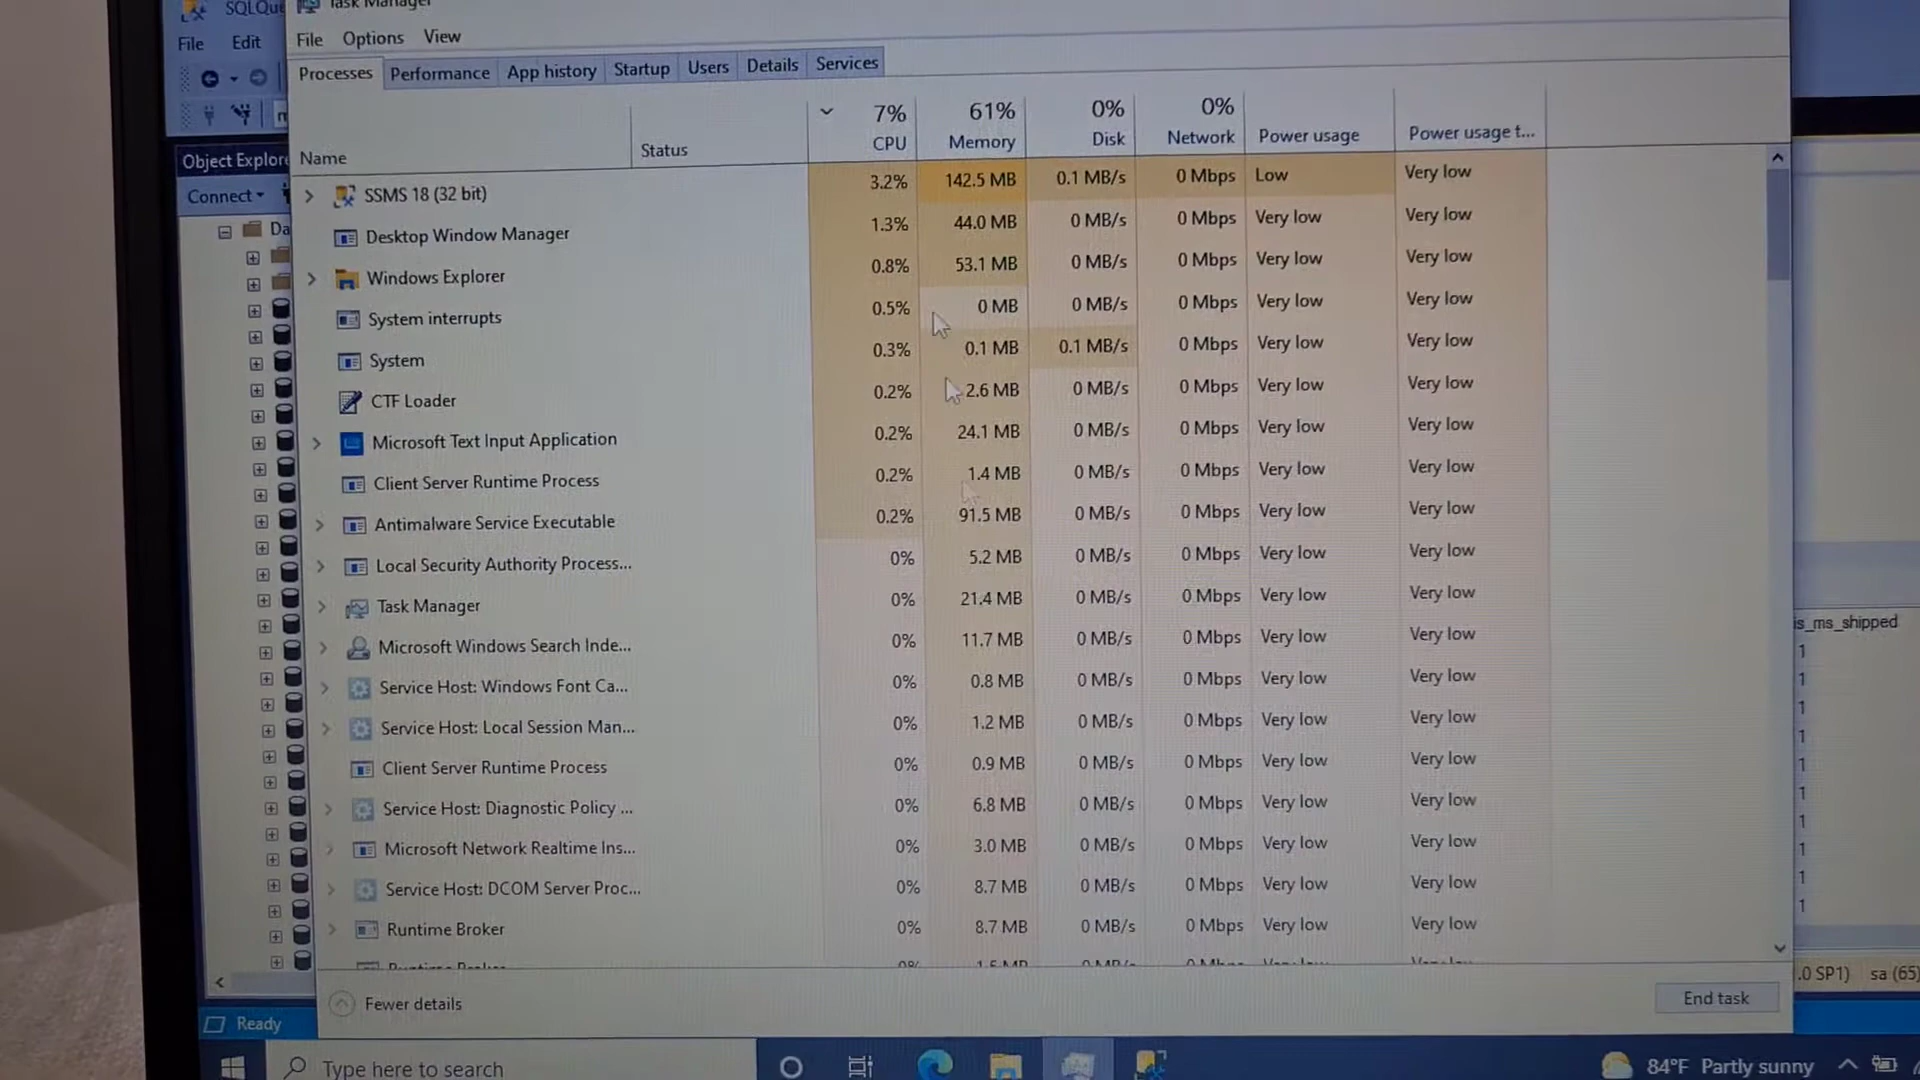 SQLQue
Task Manager
File Edit
File Options View
Processes Performance App history Startup Users Details Services
Object Explore
Connect
Da
7% 61% 0% 0%
Name Status CPU Memory Disk Network Power usage Power usage t...
SSMS 18 (32 bit) 3.2% 142.5 MB 0.1 MB/s 0 Mbps Low Very low
Desktop Window Manager 1.3% 44.0 MB 0 MB/s 0 Mbps Very low Very low
Windows Explorer 0.8% 53.1 MB 0 MB/s 0 Mbps Very low Very low
System interrupts 0.5% 0 MB 0 MB/s 0 Mbps Very low Very low
System 0.3% 0.1 MB 0.1 MB/s 0 Mbps Very low Very low
CTF Loader 0.2% 2.6 MB 0 MB/s 0 Mbps Very low Very low
Microsoft Text Input Application 0.2% 24.1 MB 0 MB/s 0 Mbps Very low Very low
Client Server Runtime Process 0.2% 1.4 MB 0 MB/s 0 Mbps Very low Very low
Antimalware Service Executable 0.2% 91.5 MB 0 MB/s 0 Mbps Very low Very low
Local Security Authority Process... 0% 5.2 MB 0 MB/s 0 Mbps Very low Very low
Task Manager 0% 21.4 MB 0 MB/s 0 Mbps Very low Very low
Microsoft Windows Search Inde... 0% 11.7 MB 0 MB/s 0 Mbps Very low Very low
Service Host: Windows Font Ca... 0% 0.8 MB 0 MB/s 0 Mbps Very low Very low
Service Host: Local Session Man... 0% 1.2 MB 0 MB/s 0 Mbps Very low Very low
Client Server Runtime Process 0% 0.9 MB 0 MB/s 0 Mbps Very low Very low
Service Host: Diagnostic Policy ... 0% 6.8 MB 0 MB/s 0 Mbps Very low Very low
Microsoft Network Realtime Ins... 0% 3.0 MB 0 MB/s 0 Mbps Very low Very low
Service Host: DCOM Server Proc... 0% 8.7 MB 0 MB/s 0 Mbps Very low Very low
Runtime Broker 0% 8.7 MB 0 MB/s 0 Mbps Very low Very low
is_ms_shipped
1
1
1
1
1
1
1
1
1
1
Fewer details End task
.0 SP1) sa (65)
Ready
Type here to search 84°F Partly sunny